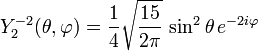 Y_2^{-2}(\theta,\varphi) = \frac{1}{4}\sqrt{\frac{15}{2\pi}} \, \sin^2\theta \, e^{-2i\varphi}